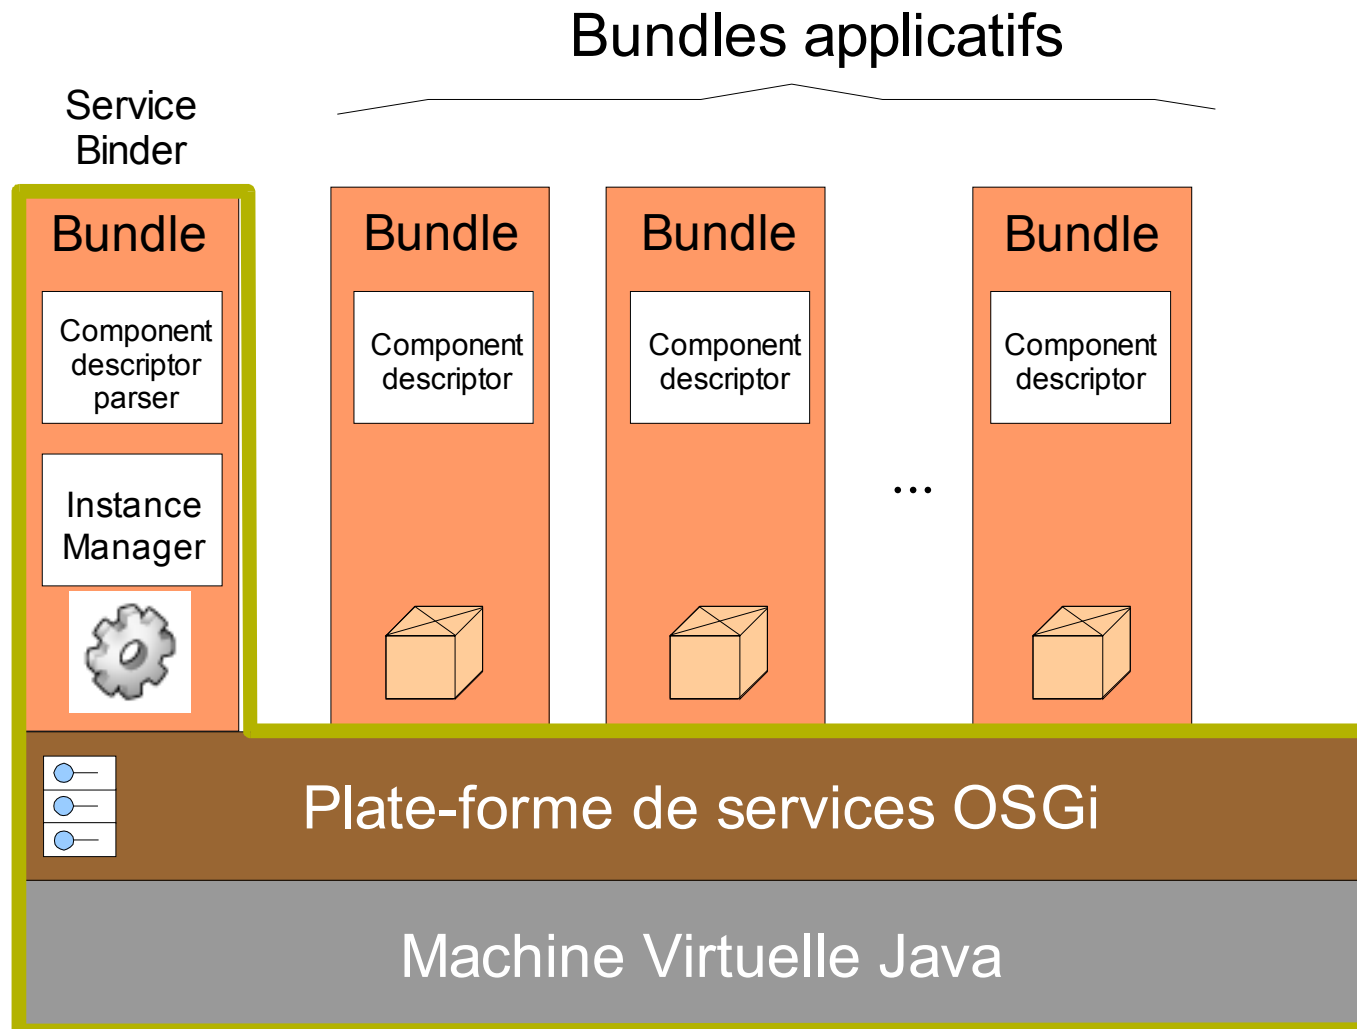 Bundles applicatifs
Service
Binder
Bundle
Component
descriptor
parser
Instance
Manager
Bundle
Component
descriptor
Bundle
Component
descriptor
...
Bundle
Component
descriptor
Plate-forme de services OSGi
Machine Virtuelle Java